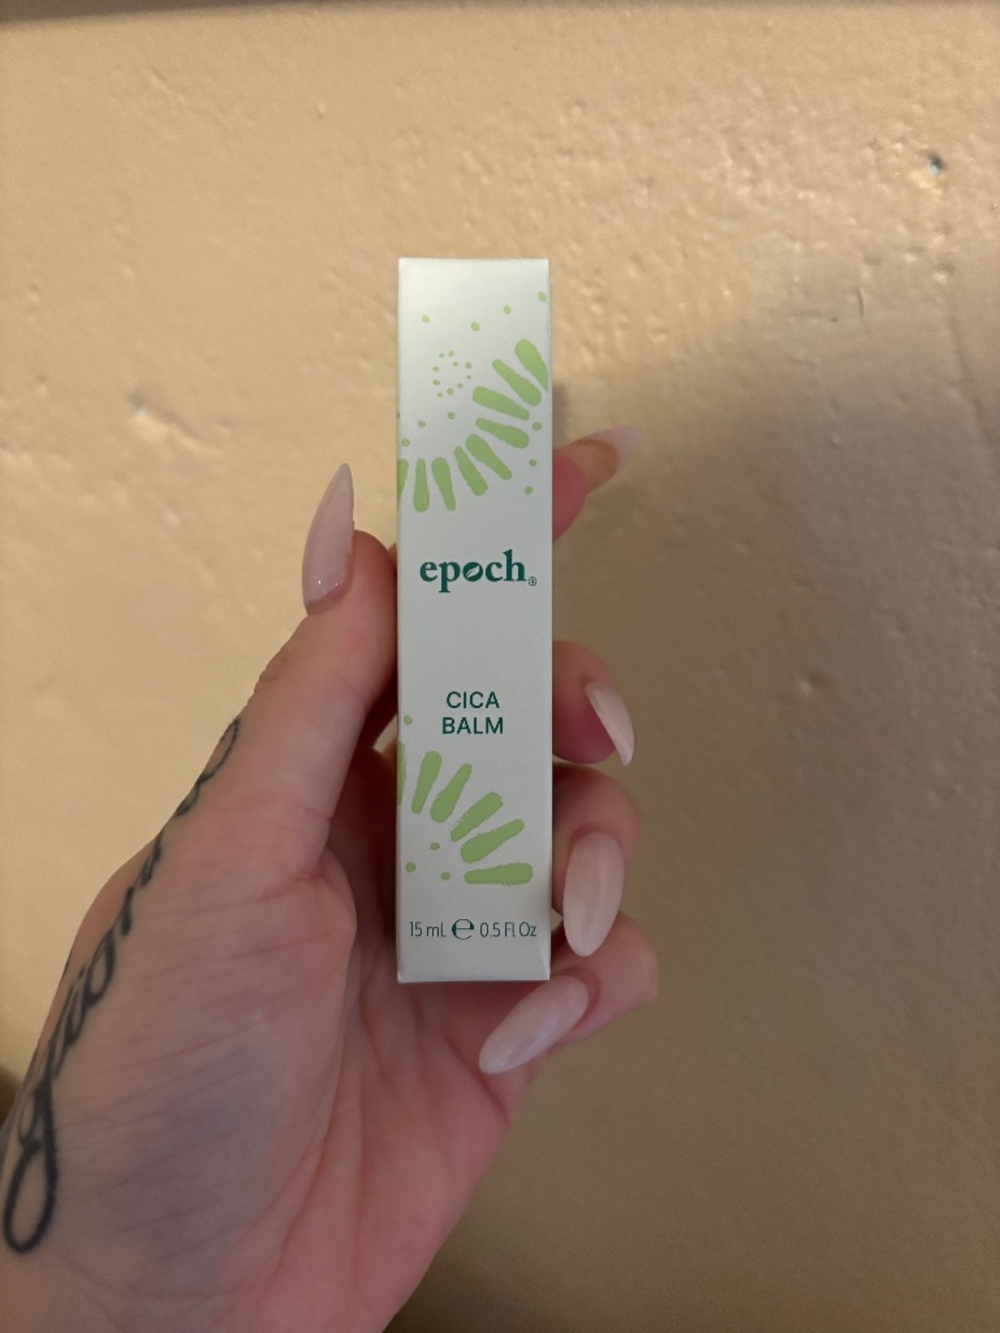 epoch®
CICA
BALM
15 mL ℮ 0.5 Fl Oz